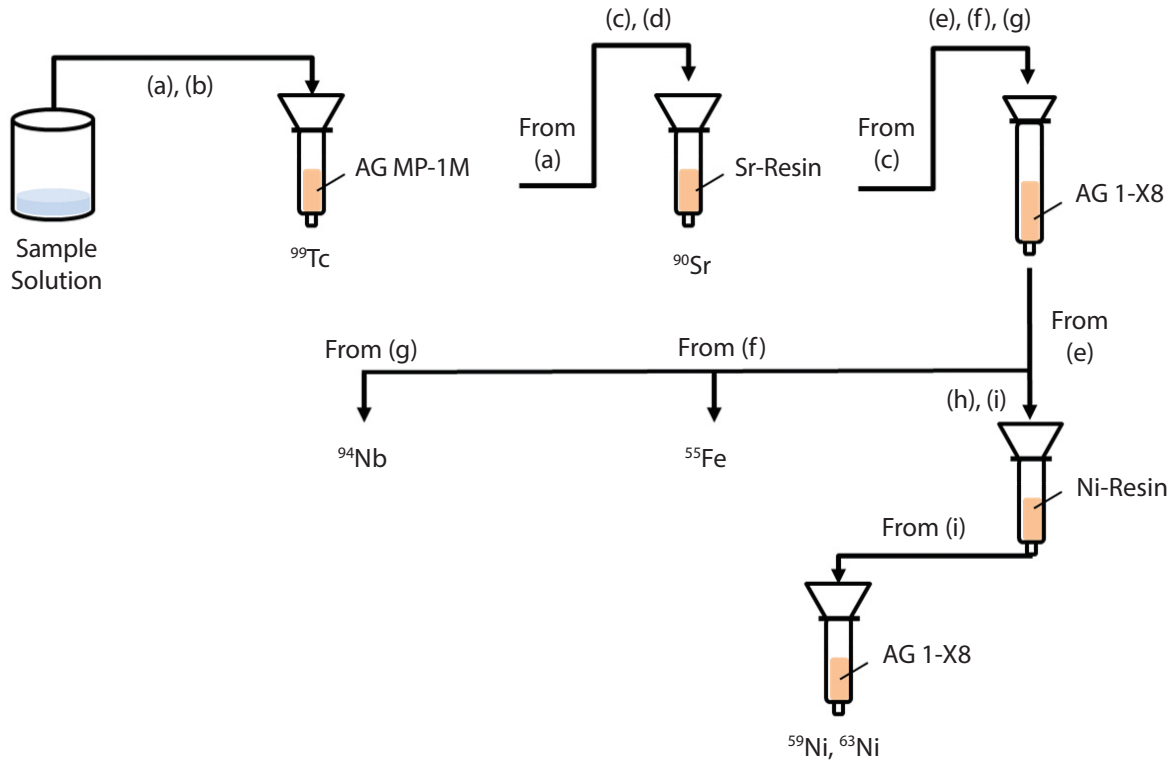 (a), (b)
AG MP-1M
Sample
Solution
⁹⁹Tc
(c), (d)
From
(a)
Sr-Resin
⁹⁰Sr
(e), (f), (g)
From
(c)
AG 1-X8
From
(e)
From (g)
From (f)
(h), (i)
⁹⁴Nb
⁵⁵Fe
Ni-Resin
From (i)
AG 1-X8
⁵⁹Ni, ⁶³Ni